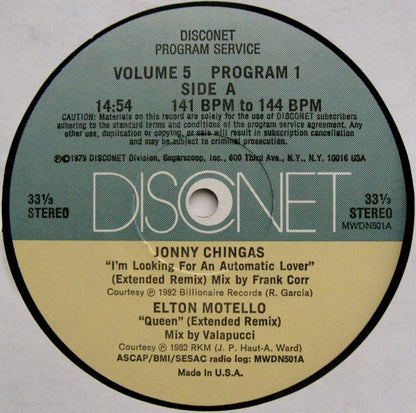 DISCONET
PROGRAM SERVICE
VOLUME 5 PROGRAM 1
SIDE A
14:54 141 BPM to 144 BPM
CAUTION: Materials on this record are solely for the use of DISCONET subscribers
adhering to the standard terms and conditions of the program service agreement. Any
other use, duplication or copying, or sale will result in subscription cancellation
and may be subject to criminal prosecution.
℗©1979 DISCONET Division, Sugarscoop, Inc., 600 Third Ave., N.Y., N.Y. 10016 USA
33⅓
STEREO
DISCONET
33⅓
STEREO
MWDN501A
JONNY CHINGAS
“I'm Looking For An Automatic Lover”
(Extended Remix) Mix by Frank Corr
Courtesy ℗ 1982 Billionaire Records (R. Garcia)
ELTON MOTELLO
“Queen” (Extended Remix)
Mix by Valapucci
Courtesy ℗ 1982 RKM (J. P. Haut-A. Ward)
ASCAP/BMI/SESAC radio log: MWDN501A
Made in U.S.A.